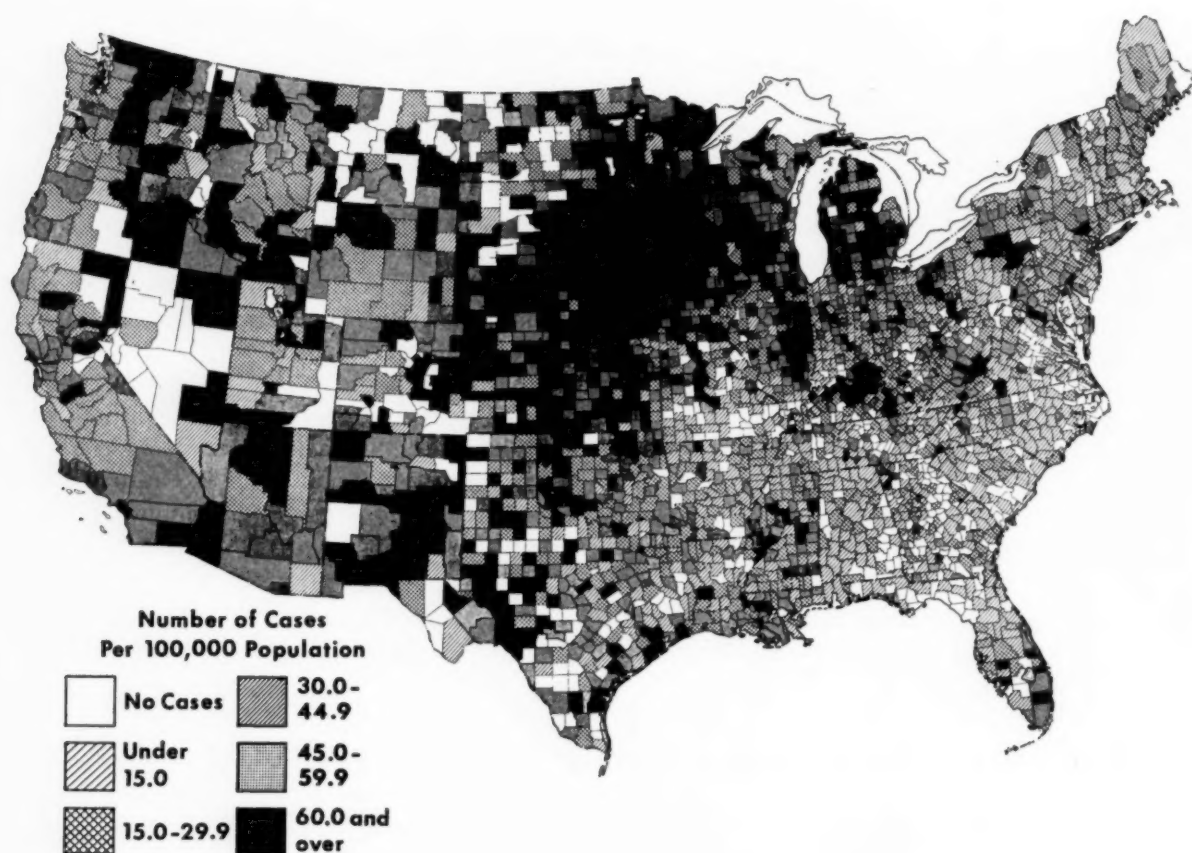 Number of Cases
Per 100,000 Population
No Cases
Under
15.0
15.0-29.9
30.0-
44.9
45.0-
59.9
60.0 and
over